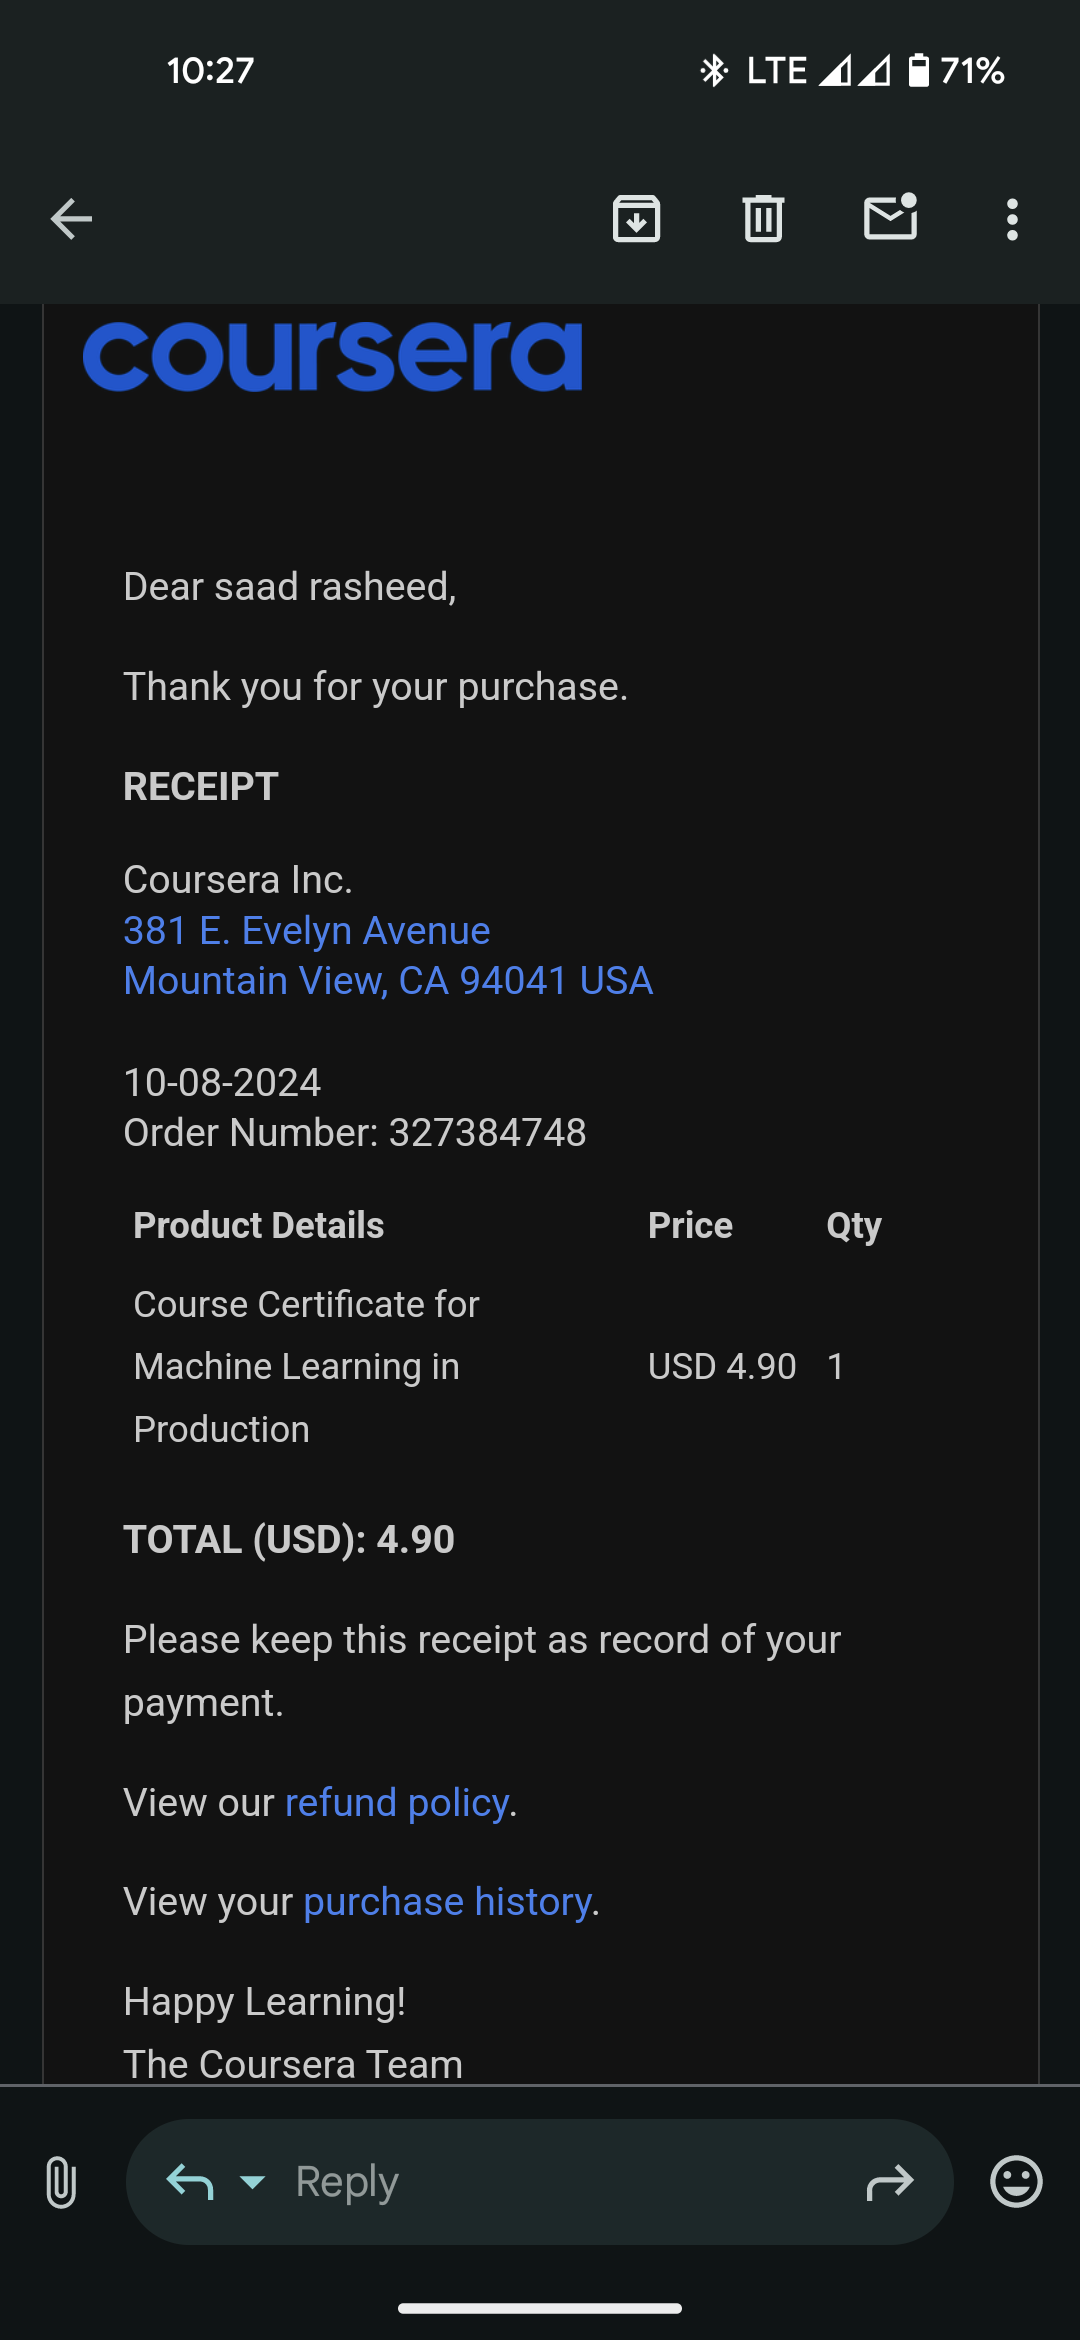 10:27 LTE 71%
coursera
Dear saad rasheed,
Thank you for your purchase.
RECEIPT
Coursera Inc.
381 E. Evelyn Avenue
Mountain View, CA 94041 USA
10-08-2024
Order Number: 327384748
Product Details Price Qty
Course Certificate for
Machine Learning in USD 4.90 1
Production
TOTAL (USD): 4.90
Please keep this receipt as record of your
payment.
View our refund policy.
View your purchase history.
Happy Learning!
The Coursera Team
Reply